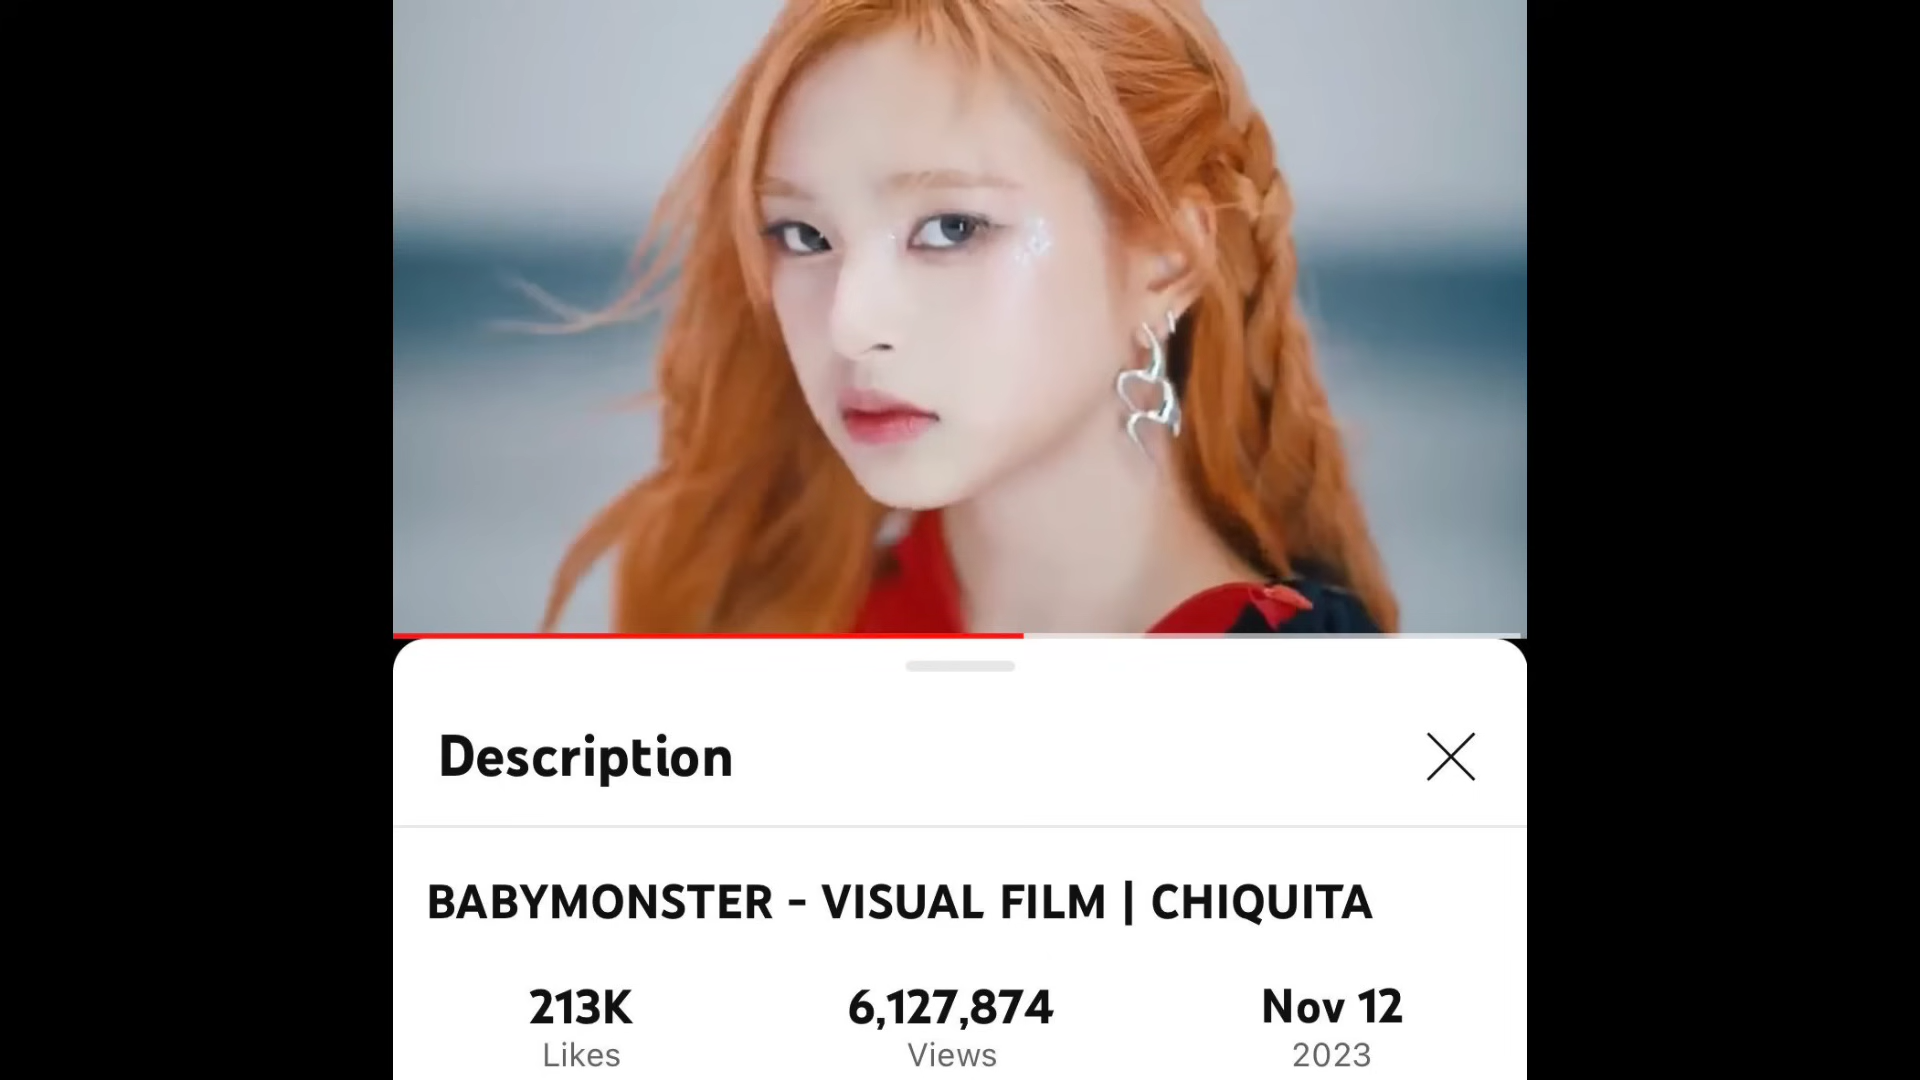 Description
BABYMONSTER - VISUAL FILM | CHIQUITA
213K 6,127,874 Nov 12
Likes Views 2023